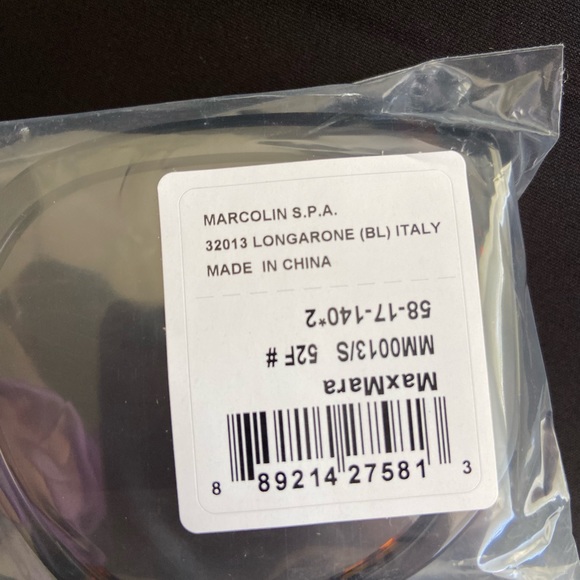 MARCOLIN S.P.A.
32013 LONGARONE (BL) ITALY
MADE IN CHINA
58-17-140*2
MM0013/S 52F #
MaxMara
8 89214 27581 3